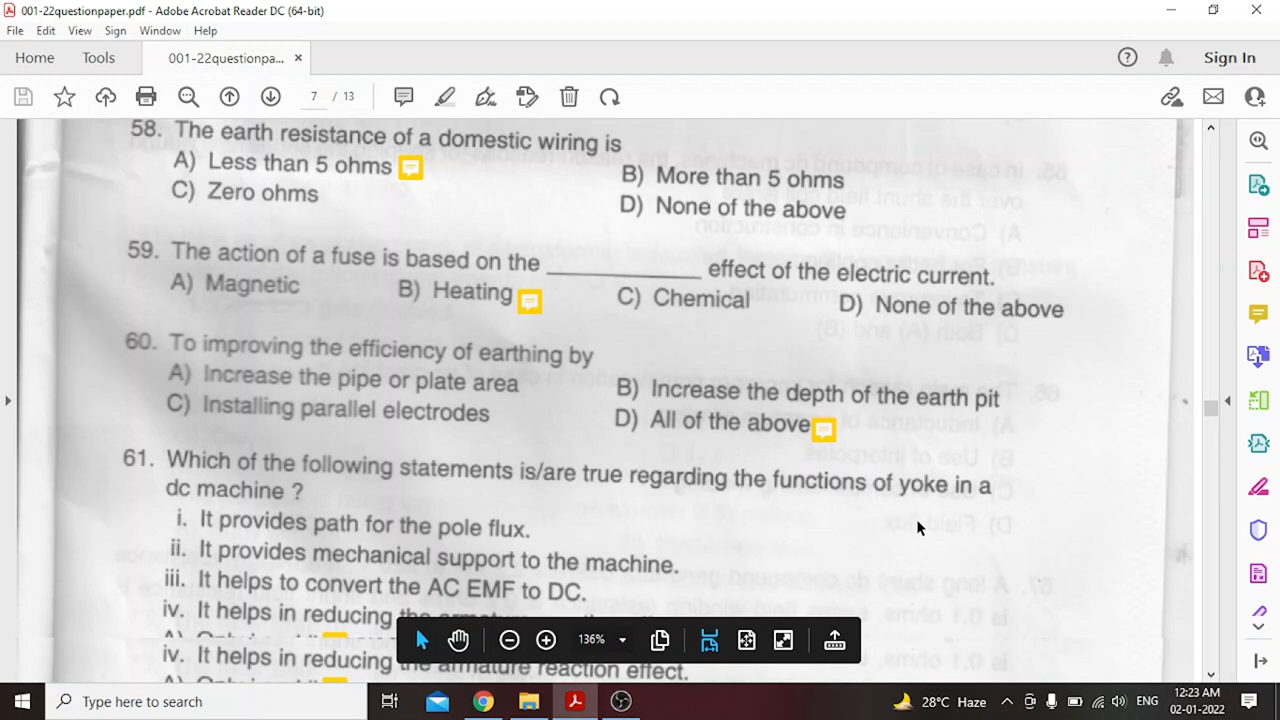 001-22questionpaper.pdf - Adobe Acrobat Reader DC (64-bit)
File Edit View Sign Window Help
Home Tools 001-22questionpa... × Sign In
7 / 13
58. The earth resistance of a domestic wiring is
A) Less than 5 ohms
B) More than 5 ohms
C) Zero ohms
D) None of the above
59. The action of a fuse is based on the ____________ effect of the electric current.
A) Magnetic B) Heating C) Chemical D) None of the above
60. To improving the efficiency of earthing by
A) Increase the pipe or plate area
B) Increase the depth of the earth pit
C) Installing parallel electrodes
D) All of the above
61. Which of the following statements is/are true regarding the functions of yoke in a
dc machine ?
i. It provides path for the pole flux.
ii. It provides mechanical support to the machine.
iii. It helps to convert the AC EMF to DC.
iv. It helps in reducing the
136%
iv. It helps in reducing the armature reaction effect.
Type here to search
28°C Haze
ENG
12:23 AM
02-01-2022